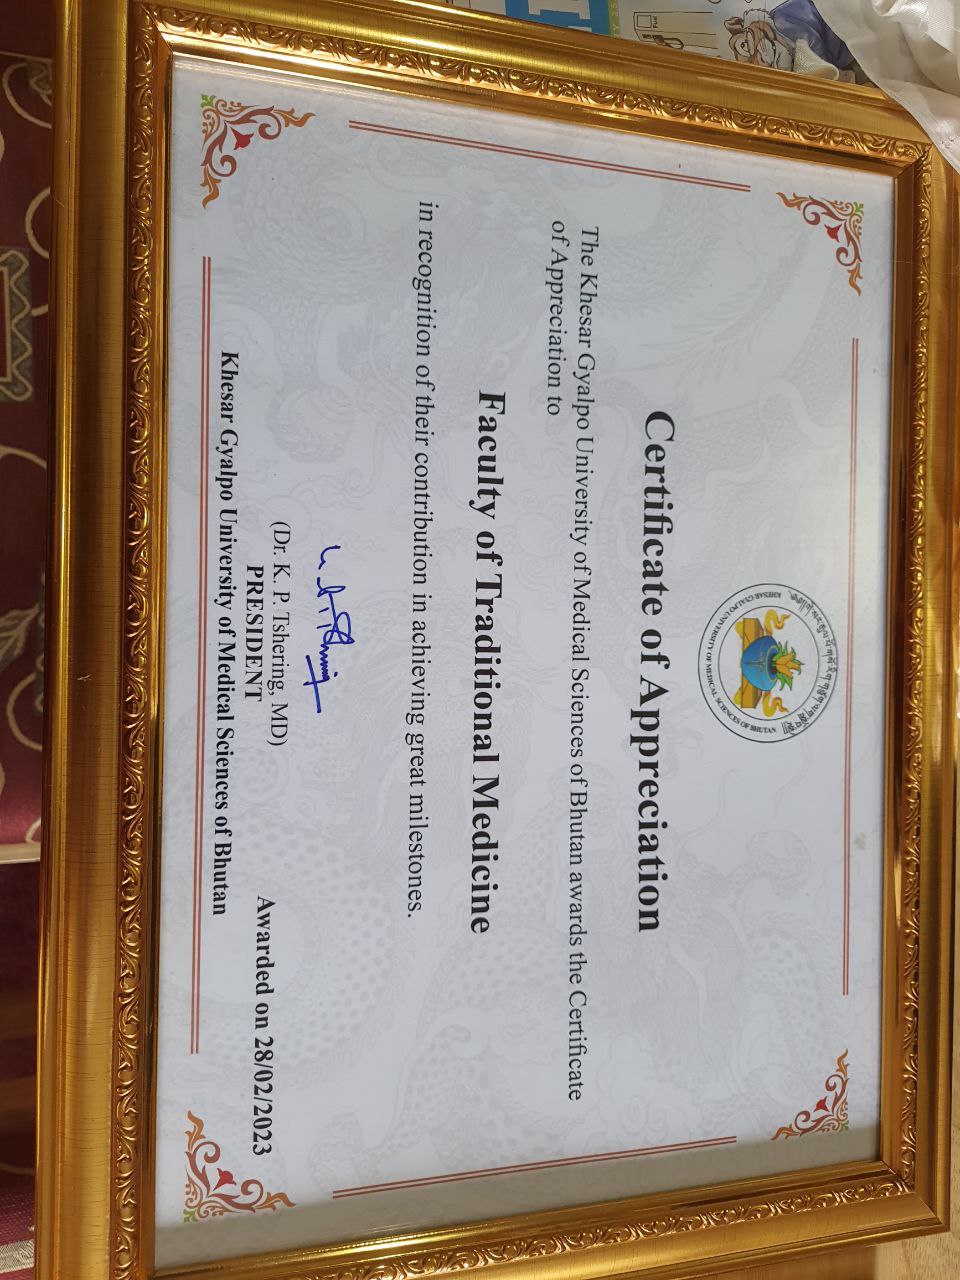 KHESAR GYALPO UNIVERSITY OF MEDICAL SCIENCES OF BHUTAN
Certificate of Appreciation
The Khesar Gyalpo University of Medical Sciences of Bhutan awards the Certificate
of Appreciation to
Faculty of Traditional Medicine
in recognition of their contribution in achieving great milestones.
(Dr. K. P. Tshering, MD)
PRESIDENT
Khesar Gyalpo University of Medical Sciences of Bhutan
Awarded on 28/02/2023